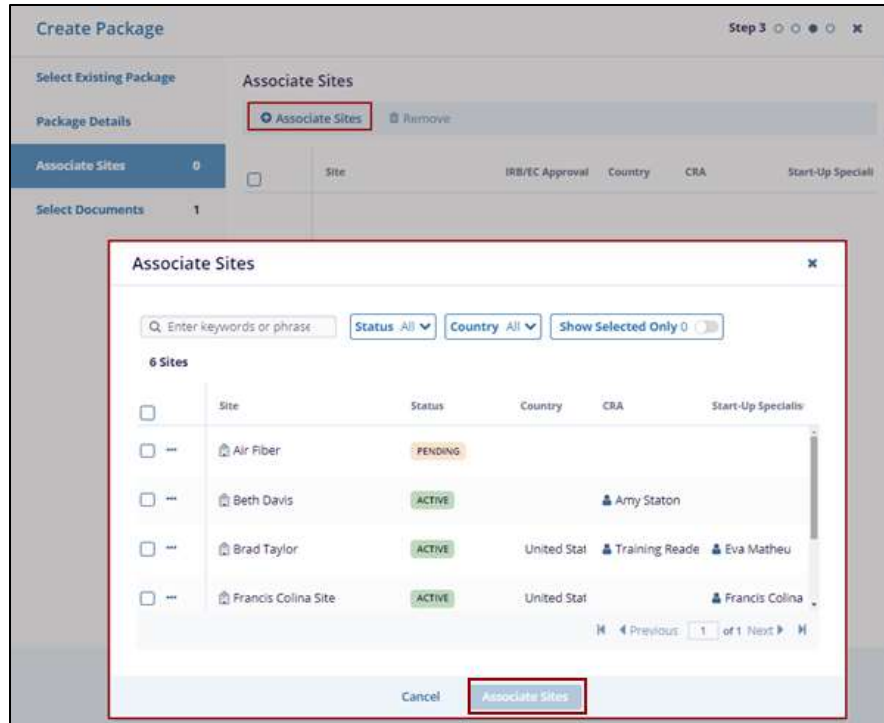 Create Package
Step 3
Select Existing Package
Package Details
Associate Sites 0
Select Documents 1
Associate Sites
Associate Sites Remove
Site IRB/EC Approval Country CRA Start-Up Speciali
Associate Sites
Enter keywords or phrase Status All Country All Show Selected Only 0
6 Sites
Site Status Country CRA Start-Up Specialis
Air Fiber PENDING
Beth Davis ACTIVE Amy Staton
Brad Taylor ACTIVE United Stat Training Reade Eva Matheu
Francis Colina Site ACTIVE United Stat Francis Colina
Previous 1 of 1 Next
Cancel Associate Sites